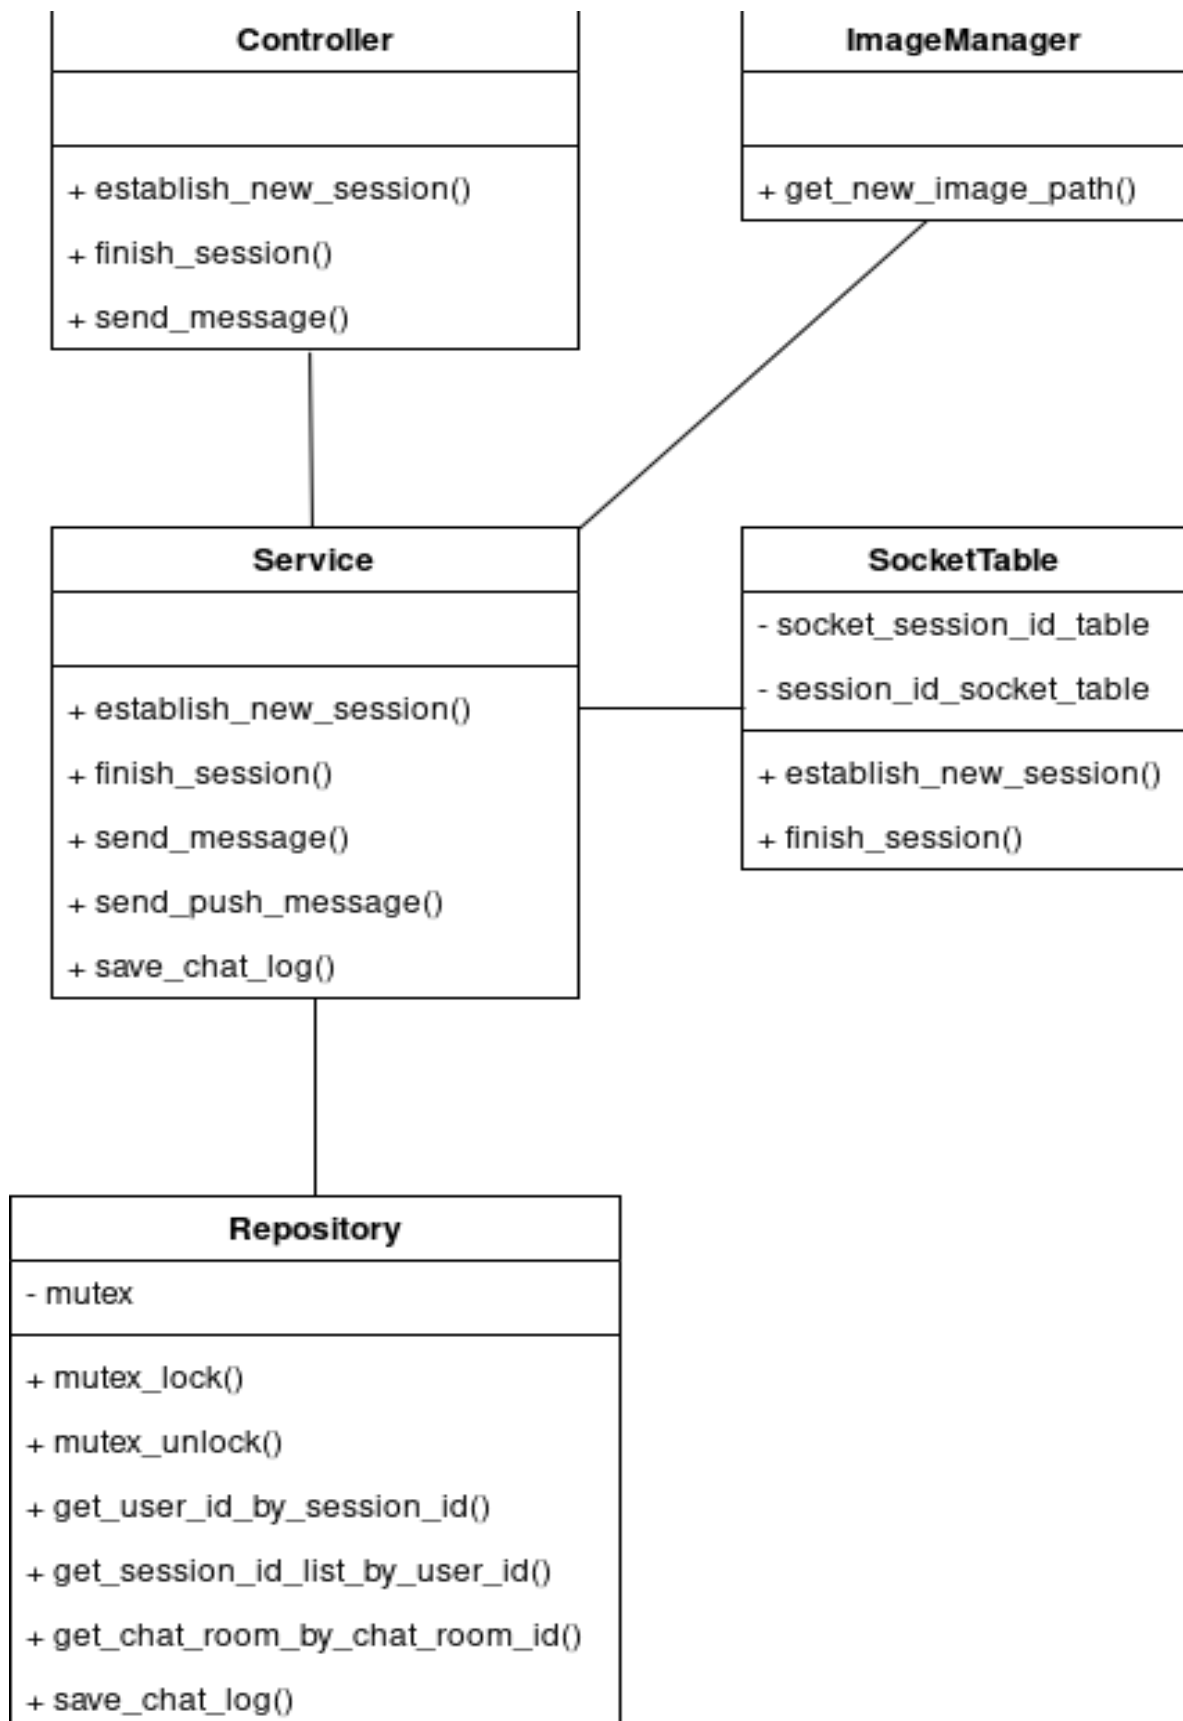 Controller
+ establish_new_session()
+ finish_session()
+ send_message()
ImageManager
+ get_new_image_path()
Service
+ establish_new_session()
+ finish_session()
+ send_message()
+ send_push_message()
+ save_chat_log()
SocketTable
- socket_session_id_table
- session_id_socket_table
+ establish_new_session()
+ finish_session()
Repository
- mutex
+ mutex_lock()
+ mutex_unlock()
+ get_user_id_by_session_id()
+ get_session_id_list_by_user_id()
+ get_chat_room_by_chat_room_id()
+ save_chat_log()